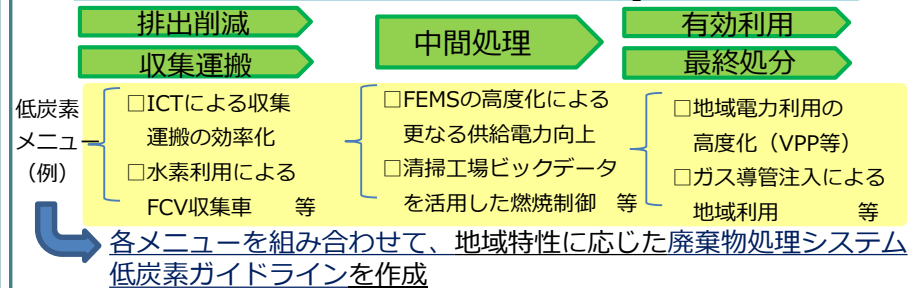 排出削減
収集運搬
中間処理
有効利用
最終処分
低炭素
メニュー
(例)
□ICTによる収集
運搬の効率化
□水素利用による
FCV収集車 等
□FEMSの高度化による
更なる供給電力向上
□清掃工場ビックデータ
を活用した燃焼制御 等
□地域電力利用の
高度化(VPP等)
□ガス導管注入による
地域利用 等
各メニューを組み合わせて、地域特性に応じた廃棄物処理システム
低炭素ガイドラインを作成